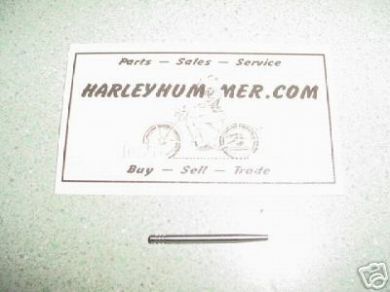 Parts - Sales - Service
HARLEYHUMMER.COM
Buy - Sell - Trade